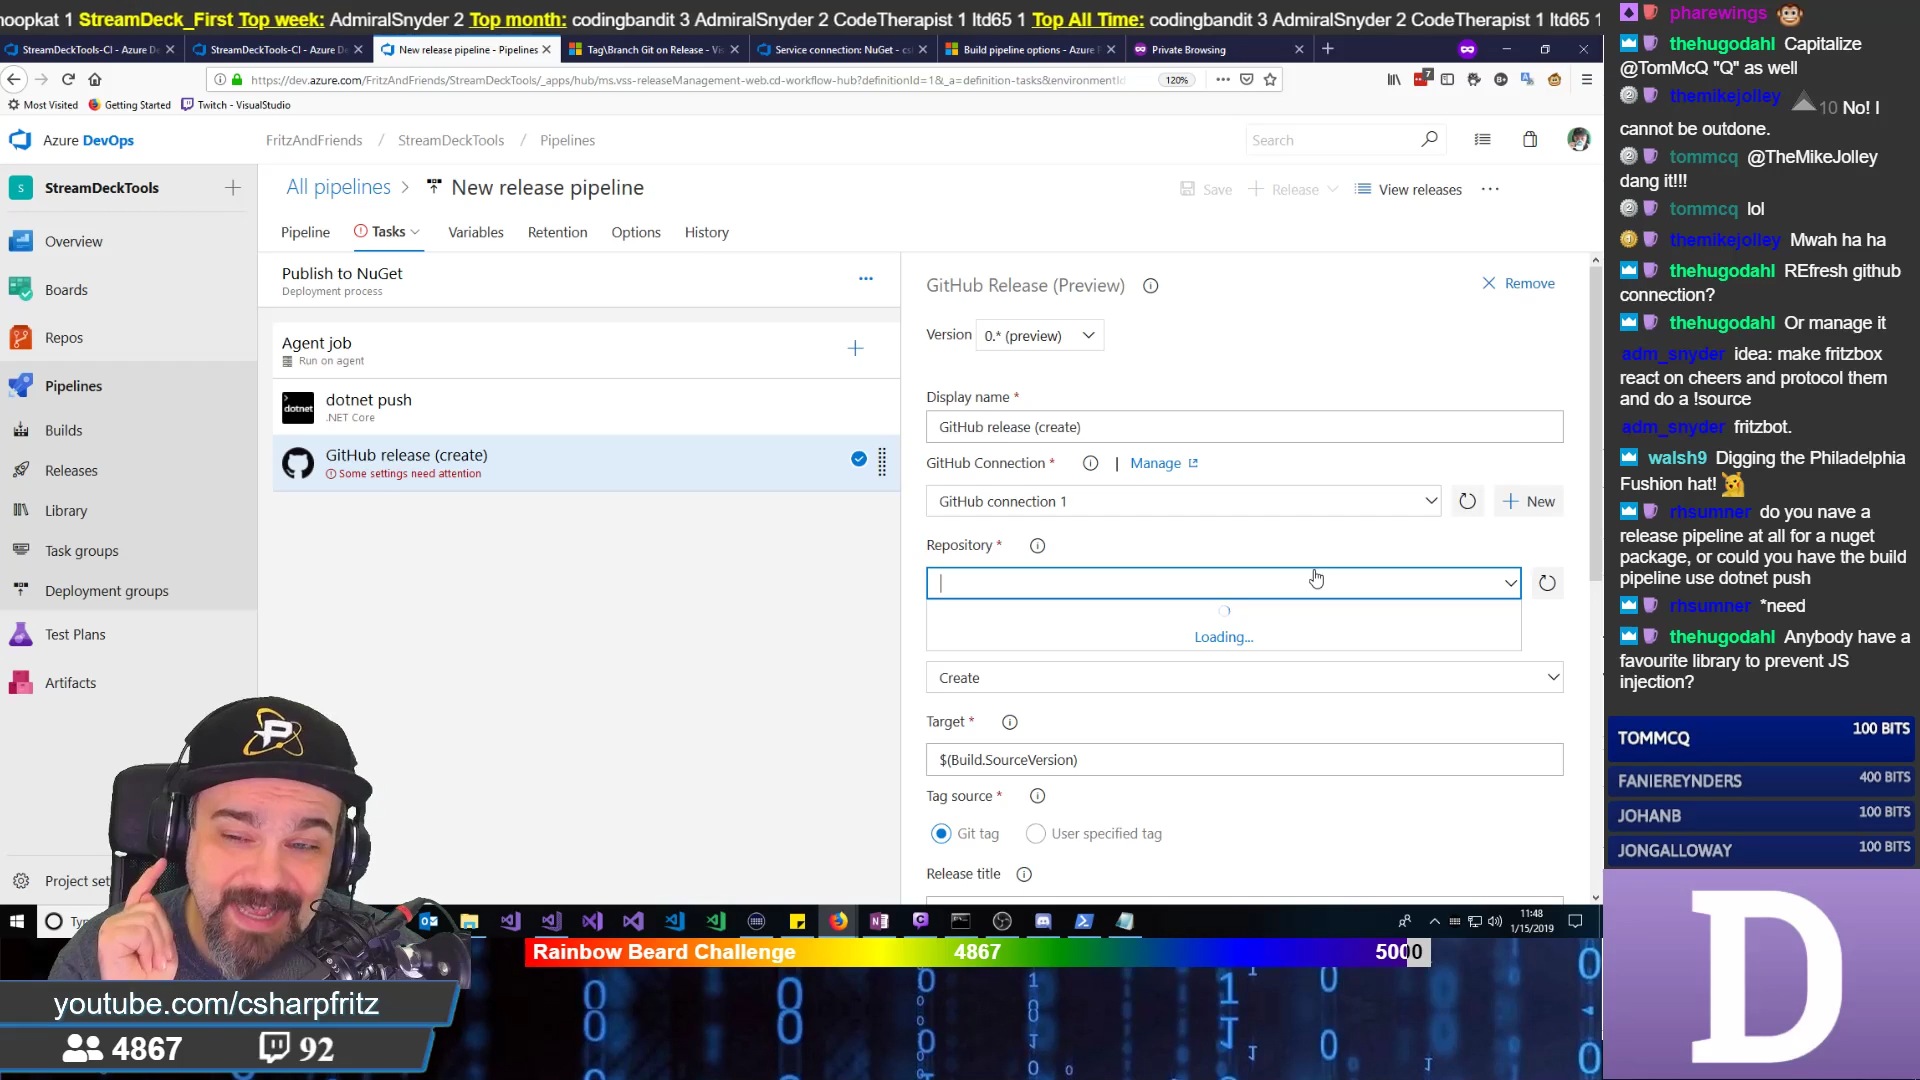 hoopkat 1 StreamDeck_First Top week: AdmiralSnyder 2 Top month: codingbandit 3 AdmiralSnyder 2 CodeTherapist 1 ltd65 1 Top All Time: codingbandit 3 AdmiralSnyder 2 CodeTherapist 1 ltd65 1
StreamDeckTools-CI - Azure De
StreamDeckTools-CI - Azure De
New release pipeline - Pipelines
Tag\Branch Git on Release - Vi
Service connection: NuGet - cs
Build pipeline options - Azure P
Private Browsing
https://dev.azure.com/FritzAndFriends/StreamDeckTools/_apps/hub/ms.vss-releaseManagement-web.cd-workflow-hub?definitionId=1&_a=definition-tasks&environmentId
120%
Most Visited
Getting Started
Twitch - VisualStudio
Azure DevOps
FritzAndFriends / StreamDeckTools / Pipelines
Search
S
StreamDeckTools
Overview
Boards
Repos
Pipelines
Builds
Releases
Library
Task groups
Deployment groups
Test Plans
Artifacts
Project set
All pipelines > New release pipeline
Save
Release
View releases
Pipeline
Tasks
Variables
Retention
Options
History
Publish to NuGet
Deployment process
Agent job
Run on agent
dotnet
dotnet push
.NET Core
GitHub release (create)
Some settings need attention
GitHub Release (Preview)
Remove
Version
0.* (preview)
Display name *
GitHub release (create)
GitHub Connection *
| Manage
GitHub connection 1
New
Repository *
Loading...
Create
Target *
$(Build.SourceVersion)
Tag source *
Git tag
User specified tag
Release title
11:48
1/15/2019
pharewings
thehugodahl Capitalize
@TomMcQ "Q" as well
themikejolley 10 No! I
cannot be outdone.
tommcq @TheMikeJolley
dang it!!!
tommcq lol
themikejolley Mwah ha ha
thehugodahl REfresh github
connection?
thehugodahl Or manage it
adm_snyder idea: make fritzbox
react on cheers and protocol them
and do a !source
adm_snyder fritzbot.
walsh9 Digging the Philadelphia
Fushion hat!
rhsumner do you nave a
release pipeline at all for a nuget
package, or could you have the build
pipeline use dotnet push
rhsumner *need
thehugodahl Anybody have a
favourite library to prevent JS
injection?
TOMMCQ 100 BITS
FANIEREYNDERS 400 BITS
JOHANB 100 BITS
JONGALLOWAY 100 BITS
D
Rainbow Beard Challenge 4867 5000
youtube.com/csharpfritz
4867
92